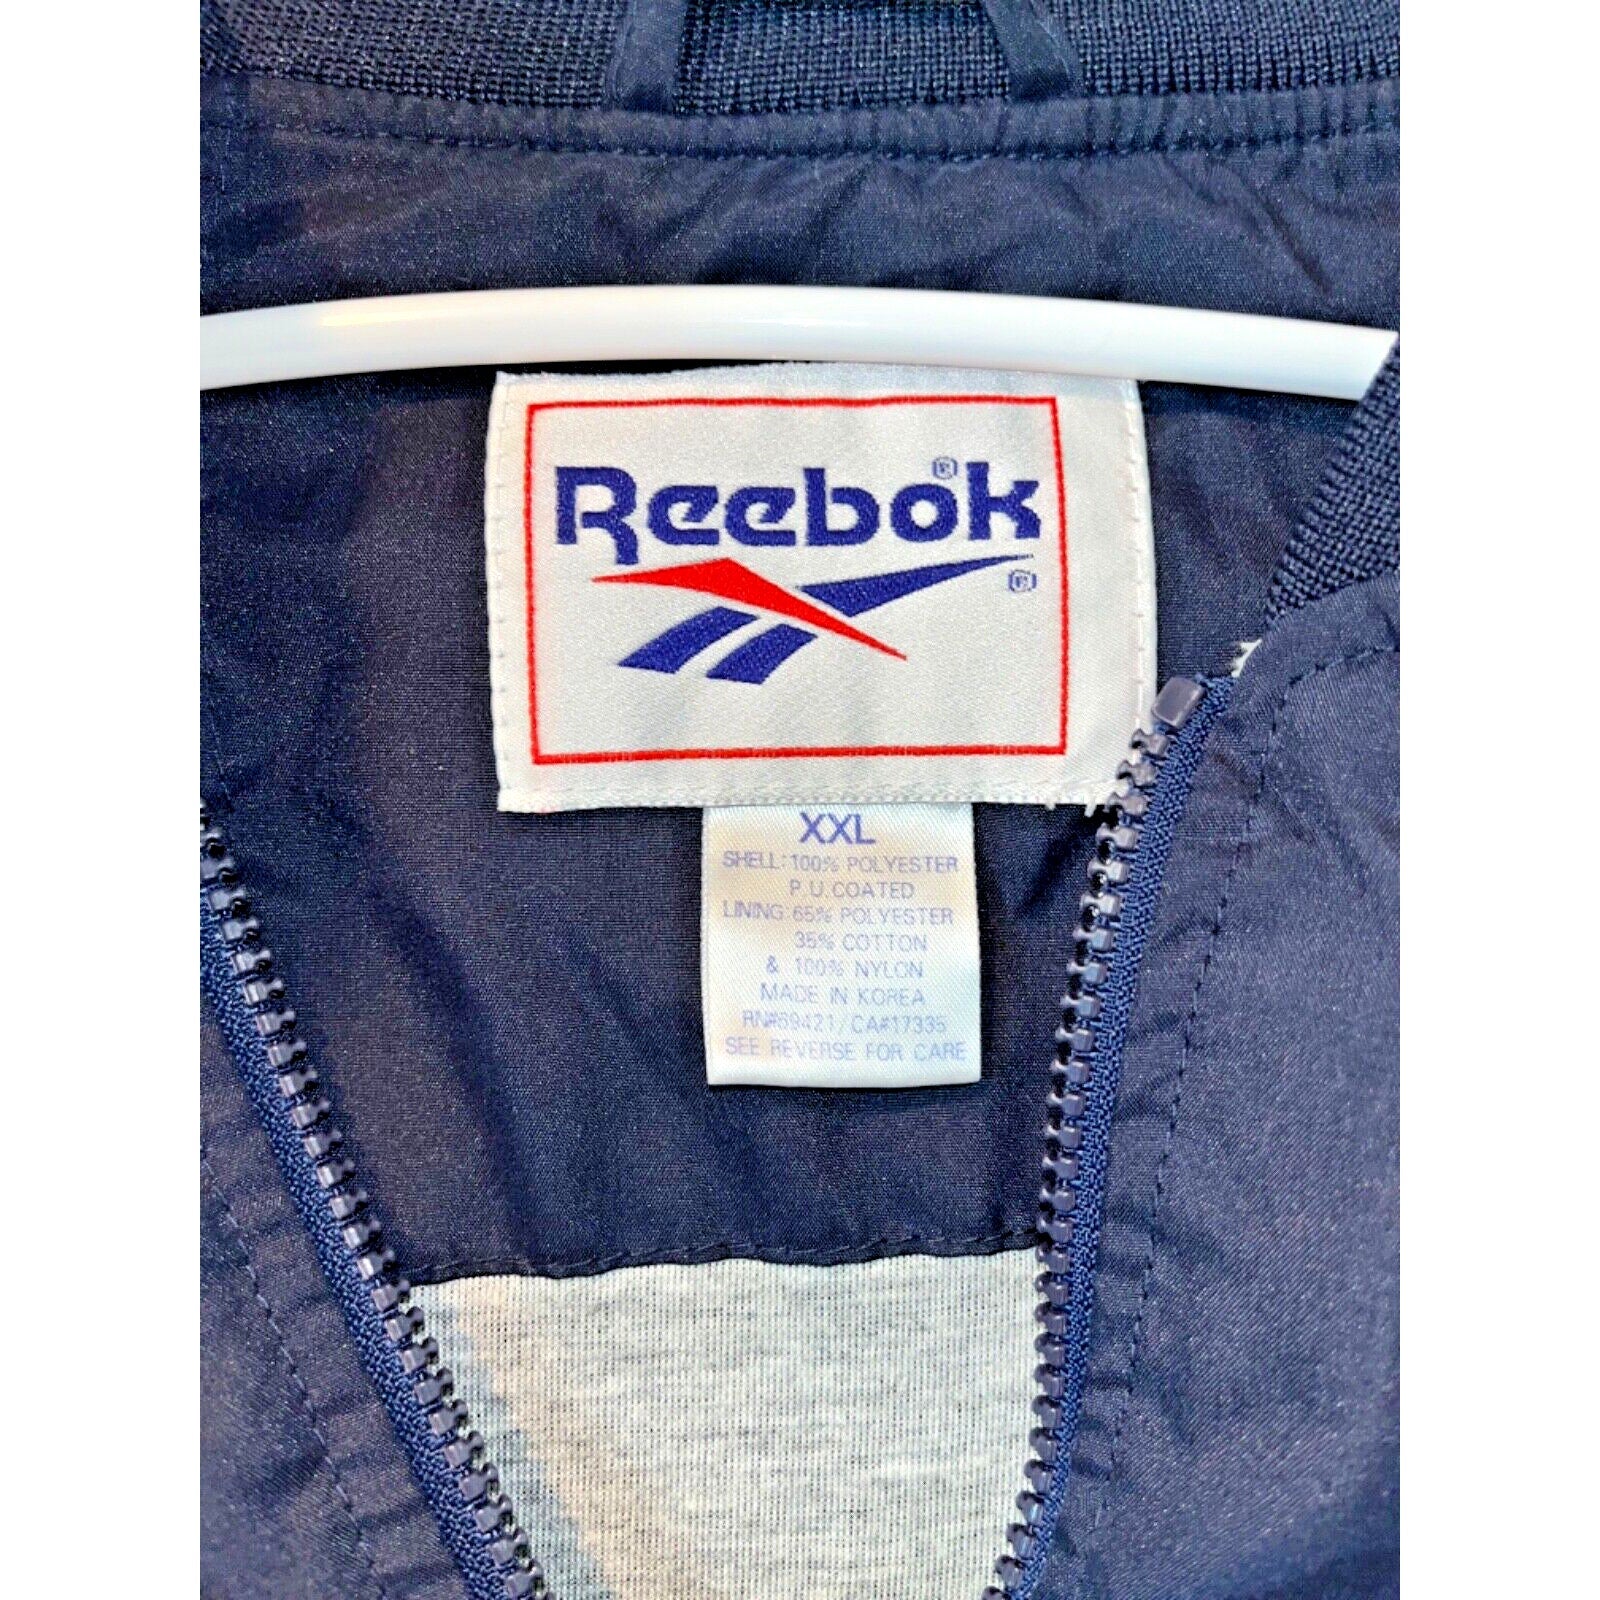 Reebok®
®
XXL
SHELL: 100% POLYESTER
P.U.COATED
LINING: 65% POLYESTER
35% COTTON
& 100% NYLON
MADE IN KOREA
RN#69421/CA#17335
SEE REVERSE FOR CARE